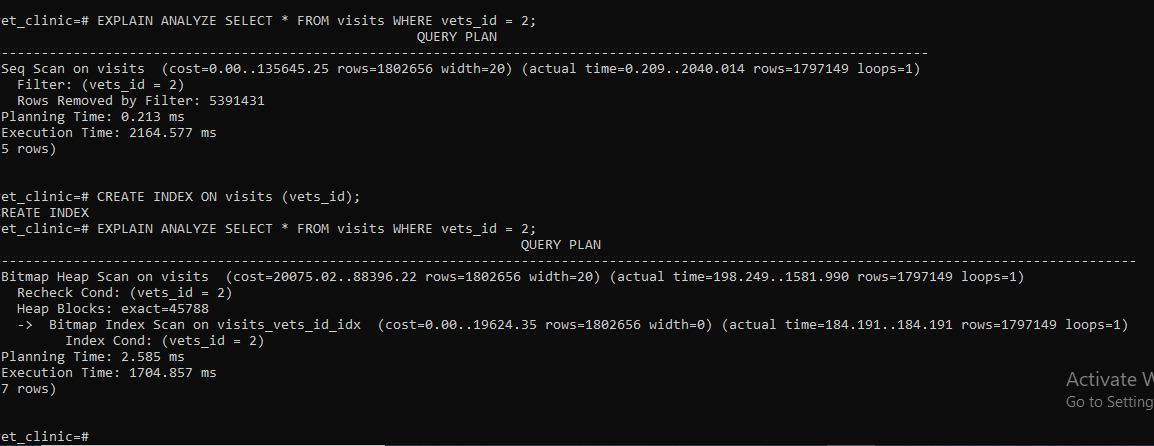 et_clinic=# EXPLAIN ANALYZE SELECT * FROM visits WHERE vets_id = 2;
QUERY PLAN
--------------------------------------------------------------------------------------------------------------------
Seq Scan on visits  (cost=0.00..135645.25 rows=1802656 width=20) (actual time=0.209..2040.014 rows=1797149 loops=1)
  Filter: (vets_id = 2)
  Rows Removed by Filter: 5391431
Planning Time: 0.213 ms
Execution Time: 2164.577 ms
5 rows)
et_clinic=# CREATE INDEX ON visits (vets_id);
REATE INDEX
et_clinic=# EXPLAIN ANALYZE SELECT * FROM visits WHERE vets_id = 2;
QUERY PLAN
----------------------------------------------------------------------------------------------------------------------------------------------
Bitmap Heap Scan on visits  (cost=20075.02..88396.22 rows=1802656 width=20) (actual time=198.249..1581.990 rows=1797149 loops=1)
  Recheck Cond: (vets_id = 2)
  Heap Blocks: exact=45788
  ->  Bitmap Index Scan on visits_vets_id_idx  (cost=0.00..19624.35 rows=1802656 width=0) (actual time=184.191..184.191 rows=1797149 loops=1)
        Index Cond: (vets_id = 2)
Planning Time: 2.585 ms
Execution Time: 1704.857 ms
7 rows)
Activate W
Go to Setting
et_clinic=#